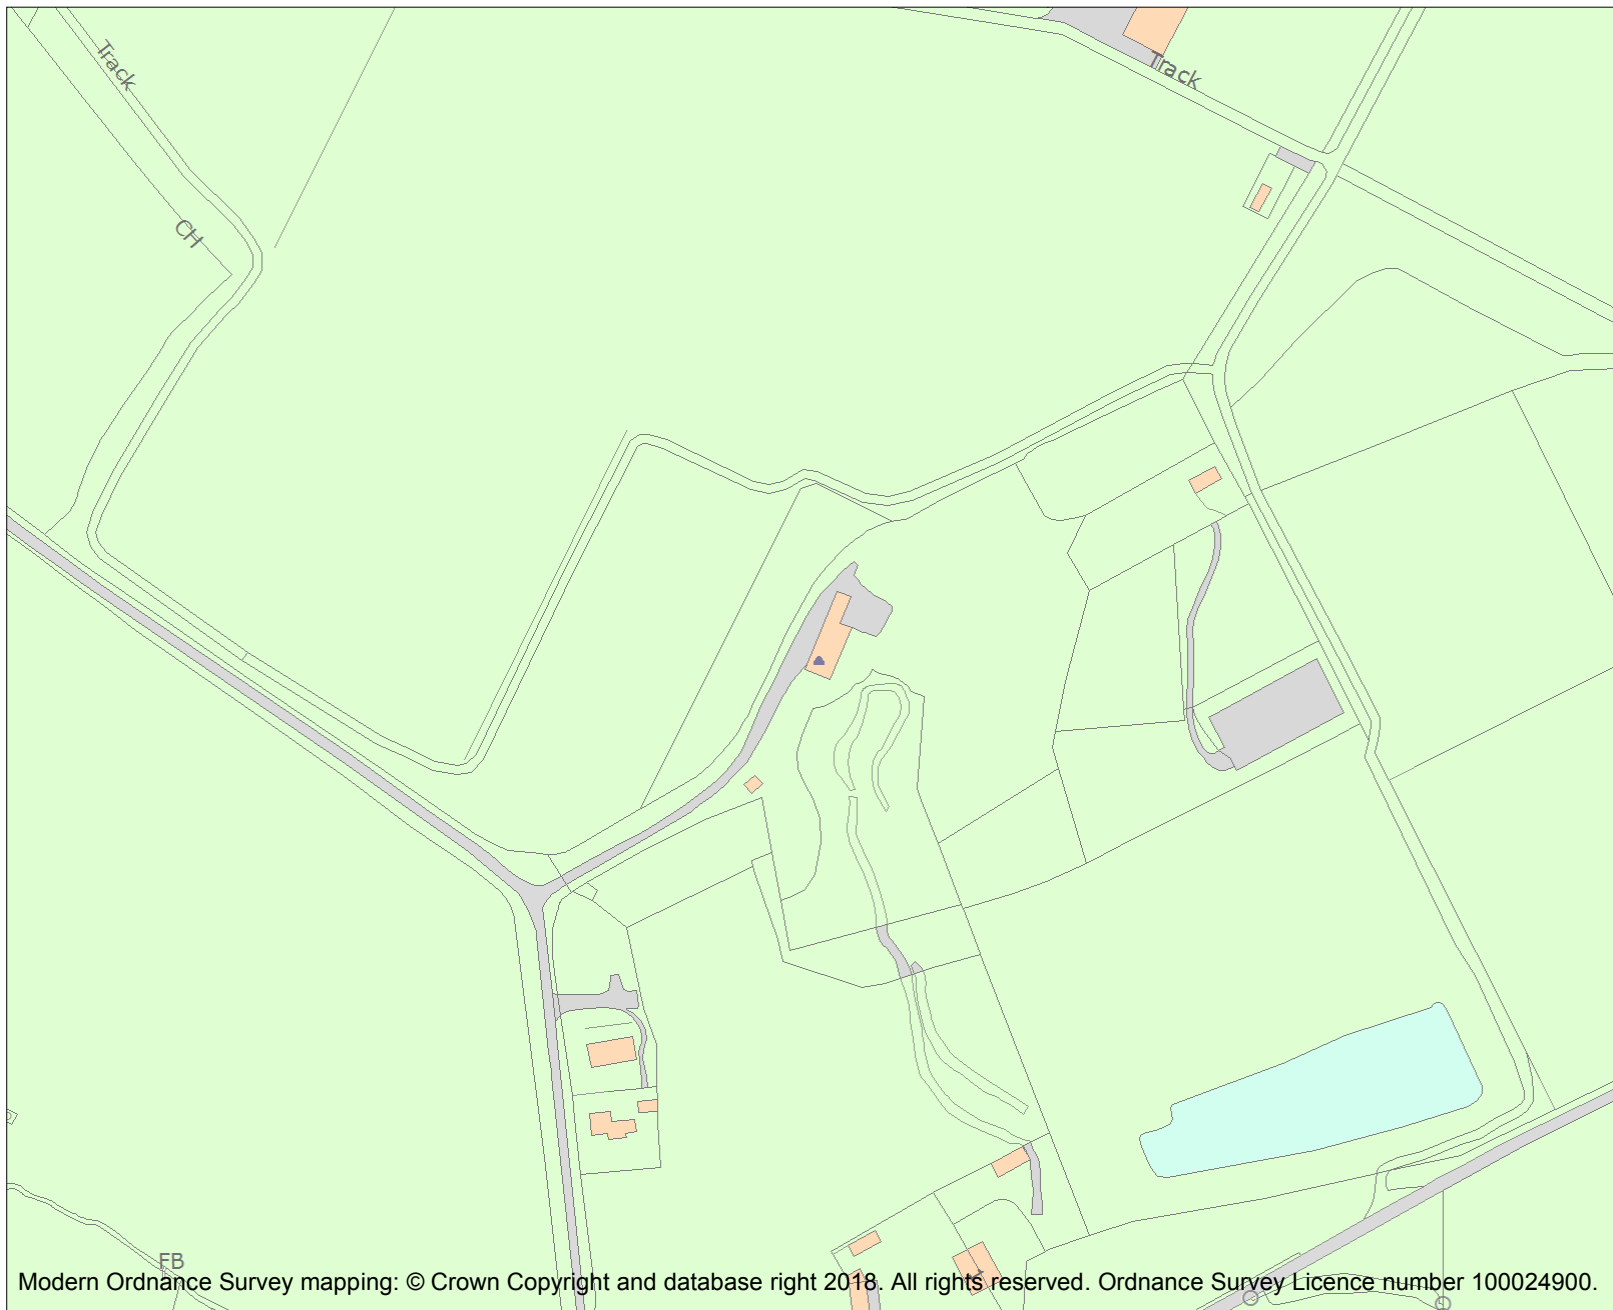 Track
Track
CH
FB
Modern Ordnance Survey mapping: © Crown Copyright and database right 2018. All rights reserved. Ordnance Survey Licence number 100024900.